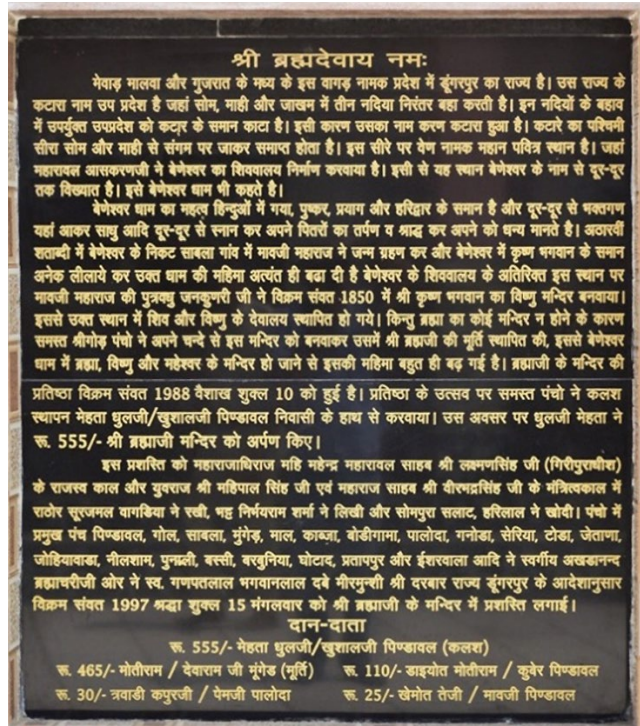 श्री ब्रह्मदेवाय नमः
मेवाड़ मालवा और गुजरात के मध्य के इस वागड़ नामक प्रदेश में डूंगरपुर का राज्य है। उस राज्य के
कटारा नाम उप प्रदेश है जहां सोम, माही और जाखम में तीन नदिया निरंतर बहा करती है। इन नदियों के बहाव
में उपर्युक्त उपप्रदेश को कटार के समान काटा है। इसी कारण उसका नाम करण कटारा हुआ है। कटारे का पश्चिमी
सीरा सोम और माही से संगम पर जाकर समाप्त होता है। इस सीरे पर वेण नामक महान पवित्र स्थान है। जहां
महारावल आसकरणजी ने बेणेश्वर का शिववालय निर्माण करवाया है। इसी से यह स्थान बेणेश्वर के नाम से दूर-दूर
तक विख्यात है। इसे बेणेश्वर धाम भी कहते है।
बेणेश्वर धाम का महत्व हिन्दुओं में गया, पुष्कर, प्रयाग और हरिद्वार के समान है और दूर-दूर से भक्तगण
यहां आकर साधु आदि दूर-दूर से स्नान कर अपने पितरों का तर्पण व श्राद्ध कर अपने को धन्य मानते है। अठारवीं
शताब्दी में बेणेश्वर के निकट साबला गांव में मावजी महाराज ने जन्म ग्रहण कर और बेणेश्वर में कृष्ण भगवान के समान
अनेक लीलाये कर उक्त धाम की महिमा अत्यंत ही बढा दी है बेणेश्वर के शिववालय के अतिरिक्त इस स्थान पर
मावजी महाराज की पुत्रवधु जनकुणरी जी ने विक्रम संवत 1850 में श्री कृष्ण भगवान का विष्णु मन्दिर बनवाया।
इससे उक्त स्थान में शिव और विष्णु के देवालय स्थापित हो गये। किन्तु ब्रह्मा का कोई मन्दिर न होने के कारण
समस्त श्रीगोड़ पंचो ने अपने चन्दे से इस मन्दिर को बनवाकर उसमें श्री ब्रह्माजी की मूर्ति स्थापित की, इससे बेणेश्वर
धाम में ब्रह्मा, विष्णु और महेश्वर के मन्दिर हो जाने से इसकी महिमा बहुत ही बढ़ गई है। ब्रह्माजी के मन्दिर की
प्रतिष्ठा विक्रम संवत 1988 वैशाख शुक्ल 10 को हुई है। प्रतिष्ठा के उत्सव पर समस्त पंचो ने कलश
स्थापन मेहता धुलजी/खुशालजी पिण्डावल निवासी के हाथ से करवाया। उस अवसर पर धुलजी मेहता ने
रू. 555/- श्री ब्रह्माजी मन्दिर को अर्पण किए।
इस प्रशस्ति को महाराजाधिराज महि महेन्द्र महारावल साहब श्री लक्ष्मणसिंह जी (गिरीपुराधीश)
के राजस्व काल और युवराज श्री महिपाल सिंह जी एवं महाराज साहब श्री वीरभद्रसिंह जी के मंत्रित्वकाल में
राठोर सूरजमल वागडिया ने रखी, भट्ट निर्भयराम शर्मा ने लिखी और सोमपुरा सलाट, हरिलाल ने खोदी। पंचो में
प्रमुख पंच पिण्डावल, गोल, साबला, मुंगेड़, माल, काब्जा, बोडीगामा, पालोदा, गनोडा, सेरिया, टोडा, जेताणा,
जोहियावाडा, नीलशाम, पुनाली, बस्सी, बरबुनिया, घोटाद, प्रतापपुर और ईशरवाला आदि ने स्वर्गीय अखडानन्द
ब्रह्मचारीजी ओर ने स्व. गणपतलाल भगवानलाल दबे मीरमुन्शी श्री दरबार राज्य डूंगरपुर के आदेशानुसार
विक्रम संवत 1997 श्रद्धा शुक्ल 15 मंगलवार को श्री ब्रह्माजी के मन्दिर में प्रशस्ति लगाई।
दान-दाता
रू. 555/- मेहता धुलजी/खुशालजी पिण्डावल (कलश)
रू. 465/- मोतीराम / देवाराम जी मूंगेड (मूर्ति) रू. 110/- डाइयोत मोतीराम / कुबेर पिण्डावल
रू. 30/- त्रवाडी कपुरजी / पेमजी पालोदा रू. 25/- खेमोत तेजी / मावजी पिण्डावल